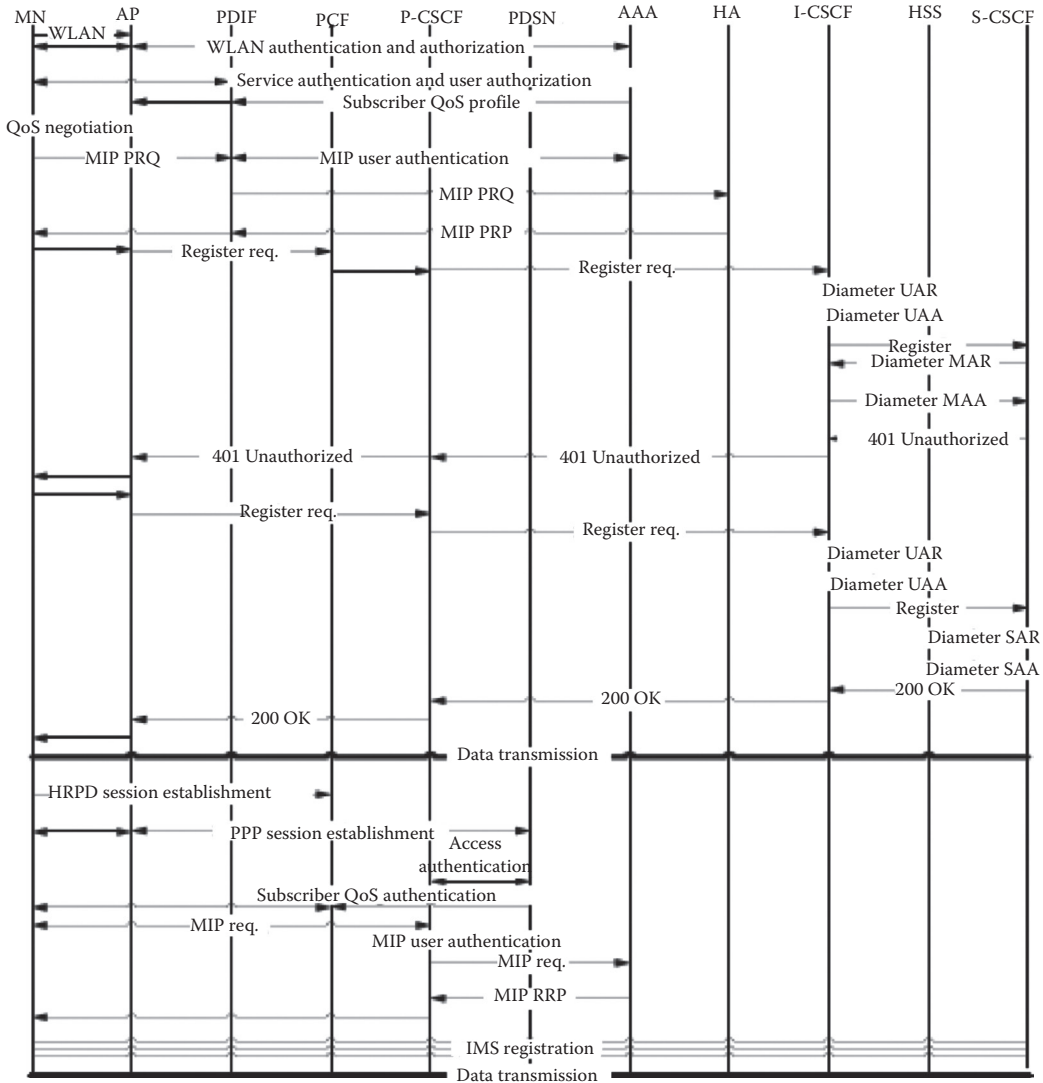 MN AP PDIF PCF P-CSCF PDSN AAA HA I-CSCF HSS S-CSCF
WLAN
WLAN authentication and authorization
Service authentication and user authorization
Subscriber QoS profile
QoS negotiation
MIP PRQ MIP user authentication
MIP PRQ
MIP PRP
Register req.
Register req.
Diameter UAR
Diameter UAA
Register
Diameter MAR
Diameter MAA
401 Unauthorized
401 Unauthorized 401 Unauthorized
Register req.
Register req.
Diameter UAR
Diameter UAA
Register
Diameter SAR
Diameter SAA
200 OK
200 OK
200 OK
Data transmission
HRPD session establishment
PPP session establishment
Access
authentication
Subscriber QoS authentication
MIP req.
MIP user authentication
MIP req.
MIP RRP
IMS registration
Data transmission